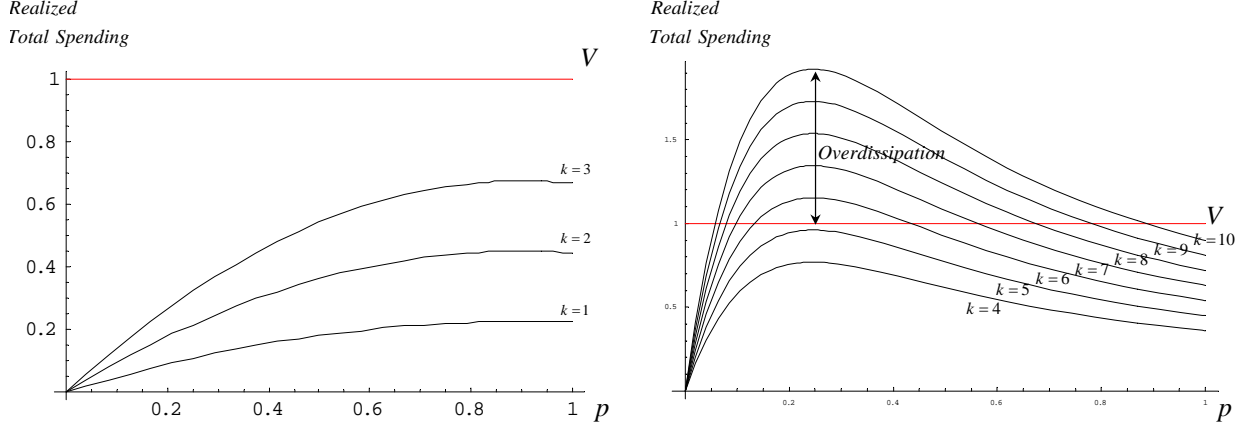 Realized
Total Spending
V
1
0.8
0.6
0.4
0.2
k = 3
k = 2
k = 1
0.2
0.4
0.6
0.8
1
p
Realized
Total Spending
1.5
1
0.5
Overdissipation
V
k = 10
k = 9
k = 8
k = 7
k = 6
k = 5
k = 4
0.2
0.4
0.6
0.8
1
p